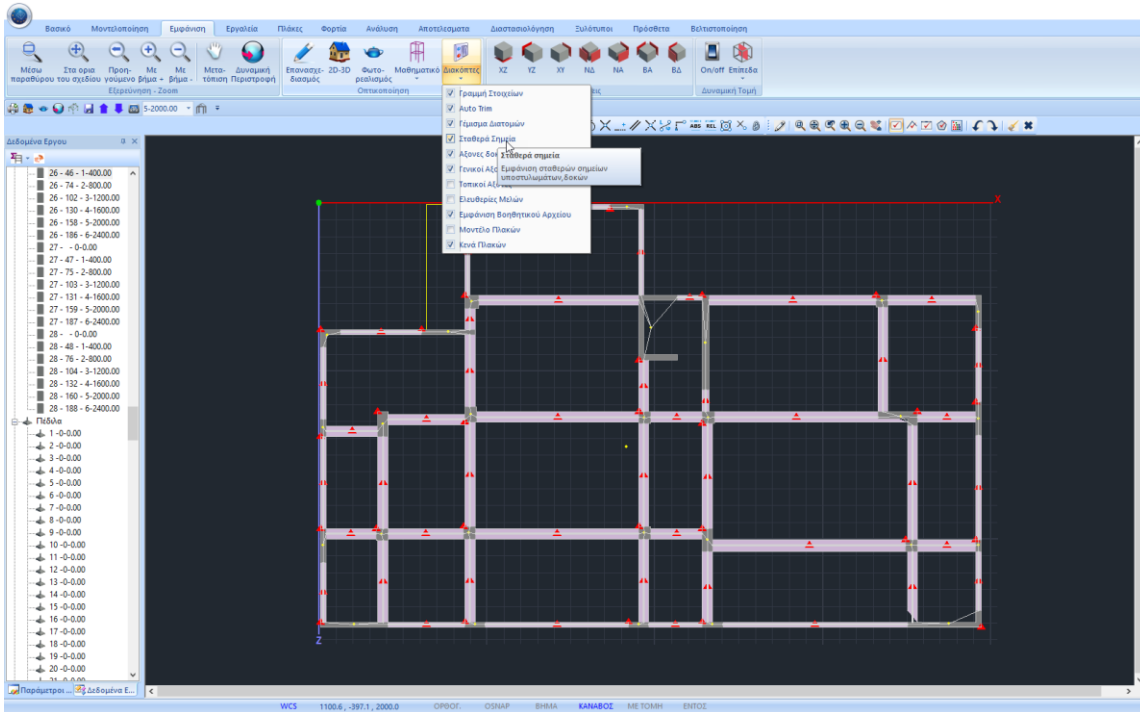 Βασικό Μοντελοποίηση Εμφάνιση Εργαλεία Πλάκες Φορτία Ανάλυση Αποτελεσματα Διαστασιολόγηση Ξυλότυποι Πρόσθετα Βελτιστοποίηση
Μέσω παραθύρου
Στα ορια του σχεδίου
Προη-γούμενο
Με βήμα +
Με βήμα -
Μετα-τόπιση
Δυναμική Περιστροφή
Επανασχε-διασμός
2D-3D
Φωτο-ρεαλισμός
Μαθηματικό
Διακόπτες
XZ YZ XY ΝΔ ΝΑ ΒΑ ΒΔ
On/off Επίπεδο
Εξερεύνηση - Zoom
Οπτικοποίηση
εις
Δυναμική Τομή
5-2000.00
Γραμμή Στοιχείων
Auto Trim
Γέμισμα Διατομών
Σταθερά Σημεία
Άξονες δοκ
Γενικοί Άξο
Τοπικοί Άξονες
Ελευθερίες Μελών
Εμφάνιση Βοηθητικού Αρχείου
Μοντέλο Πλακών
Κενά Πλακών
Σταθερά σημεία
Εμφάνιση σταθερών σημείων
υποστυλωμάτων,δοκών
ABS REL
Δεδομένα Εργου
26 - 46 - 1-400.00
26 - 74 - 2-800.00
26 - 102 - 3-1200.00
26 - 130 - 4-1600.00
26 - 158 - 5-2000.00
26 - 186 - 6-2400.00
27 - - 0-0.00
27 - 47 - 1-400.00
27 - 75 - 2-800.00
27 - 103 - 3-1200.00
27 - 131 - 4-1600.00
27 - 159 - 5-2000.00
27 - 187 - 6-2400.00
28 - - 0-0.00
28 - 48 - 1-400.00
28 - 76 - 2-800.00
28 - 104 - 3-1200.00
28 - 132 - 4-1600.00
28 - 160 - 5-2000.00
28 - 188 - 6-2400.00
Πέδιλα
1 -0-0.00
2 -0-0.00
3 -0-0.00
4 -0-0.00
5 -0-0.00
6 -0-0.00
7 -0-0.00
8 -0-0.00
9 -0-0.00
10 -0-0.00
11 -0-0.00
12 -0-0.00
13 -0-0.00
14 -0-0.00
15 -0-0.00
16 -0-0.00
17 -0-0.00
18 -0-0.00
19 -0-0.00
20 -0-0.00
Παράμετροι ... Δεδομένα Ε...
X
Z
WCS 1100.6 , -397.1 , 2000.0 ΟΡΘΟΓ. OSNAP ΒΗΜΑ ΚΑΝΑΒΟΣ ΜΕ ΤΟΜΗ ΕΝΤΟΣ